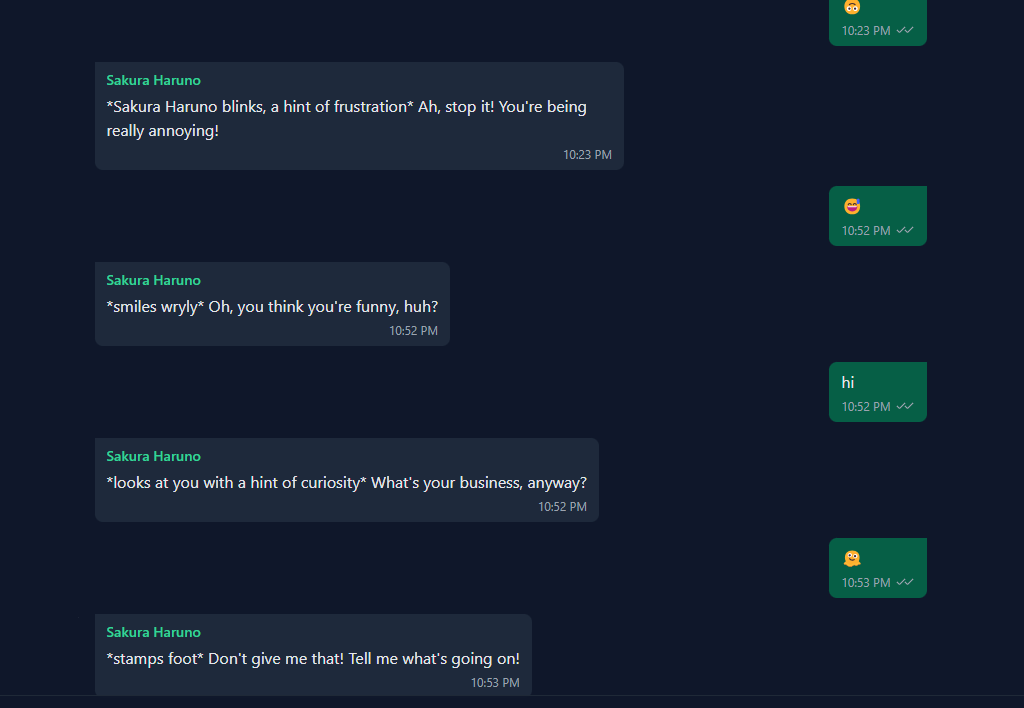 🙃
10:23 PM
Sakura Haruno
*Sakura Haruno blinks, a hint of frustration* Ah, stop it! You're being
really annoying!
10:23 PM
😅
10:52 PM
Sakura Haruno
*smiles wryly* Oh, you think you're funny, huh?
10:52 PM
hi
10:52 PM
Sakura Haruno
*looks at you with a hint of curiosity* What's your business, anyway?
10:52 PM
🫠
10:53 PM
Sakura Haruno
*stamps foot* Don't give me that! Tell me what's going on!
10:53 PM